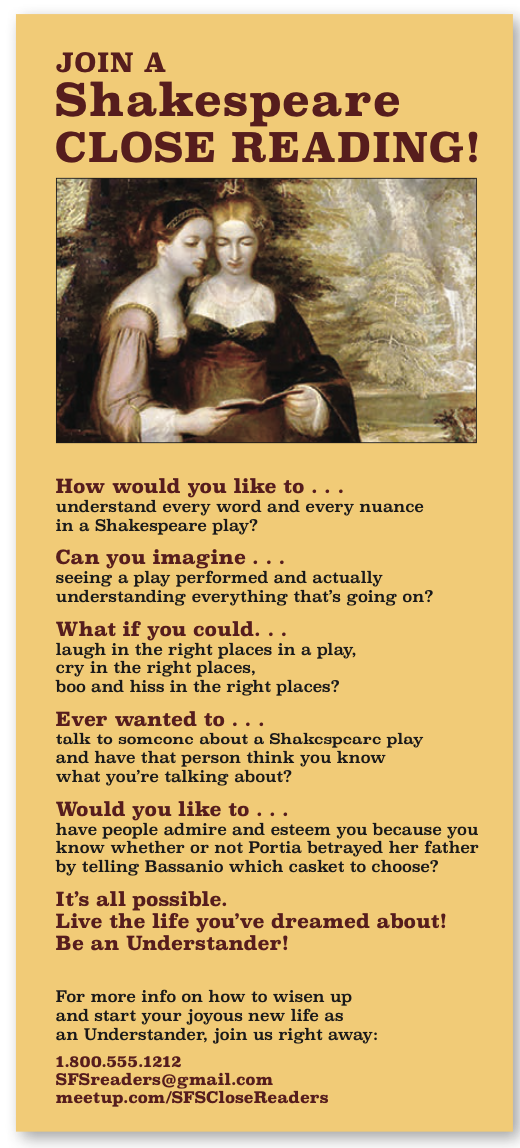 JOIN A
Shakespeare
CLOSE READING!
How would you like to . . .
understand every word and every nuance
in a Shakespeare play?
Can you imagine . . .
seeing a play performed and actually
understanding everything that's going on?
What if you could. . .
laugh in the right places in a play,
cry in the right places,
boo and hiss in the right places?
Ever wanted to . . .
talk to someone about a Shakespeare play
and have that person think you know
what you're talking about?
Would you like to . . .
have people admire and esteem you because you
know whether or not Portia betrayed her father
by telling Bassanio which casket to choose?
It's all possible.
Live the life you've dreamed about!
Be an Understander!
For more info on how to wisen up
and start your joyous new life as
an Understander, join us right away:
1.800.555.1212
SFSreaders@gmail.com
meetup.com/SFSCloseReaders